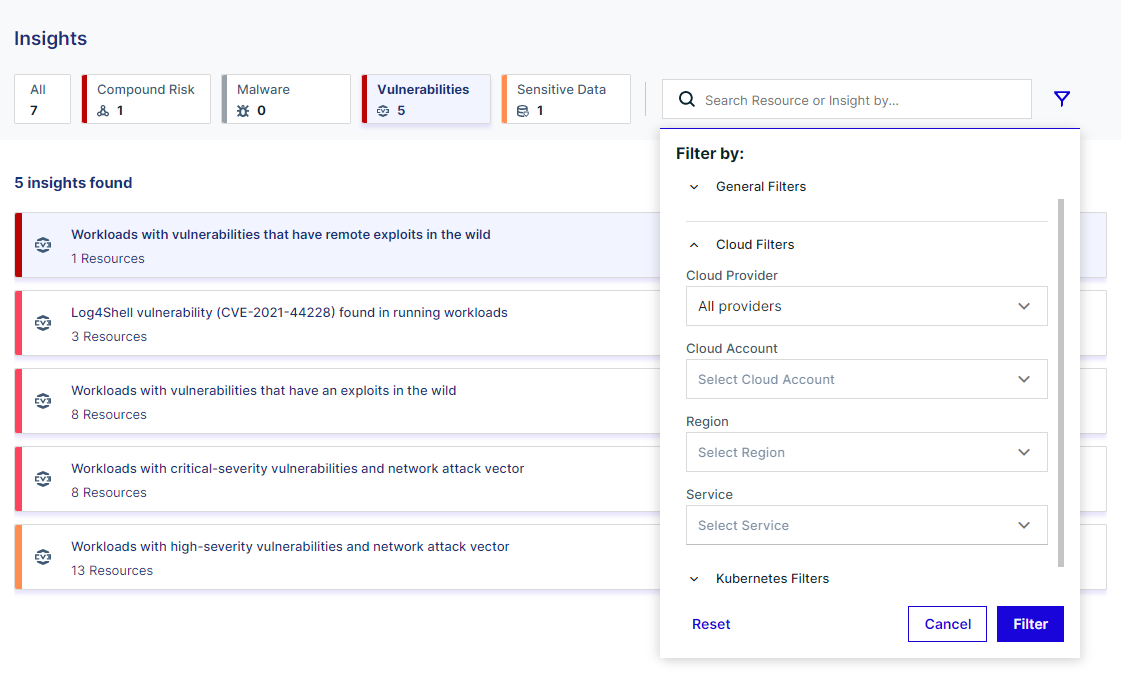 Insights
All
7
Compound Risk
1
Malware
0
Vulnerabilities
5
Sensitive Data
1
Search Resource or Insight by...
5 insights found
Workloads with vulnerabilities that have remote exploits in the wild
1 Resources
Log4Shell vulnerability (CVE-2021-44228) found in running workloads
3 Resources
Workloads with vulnerabilities that have an exploits in the wild
8 Resources
Workloads with critical-severity vulnerabilities and network attack vector
8 Resources
Workloads with high-severity vulnerabilities and network attack vector
13 Resources
Filter by:
General Filters
Cloud Filters
Cloud Provider
All providers
Cloud Account
Select Cloud Account
Region
Select Region
Service
Select Service
Kubernetes Filters
Reset
Cancel
Filter